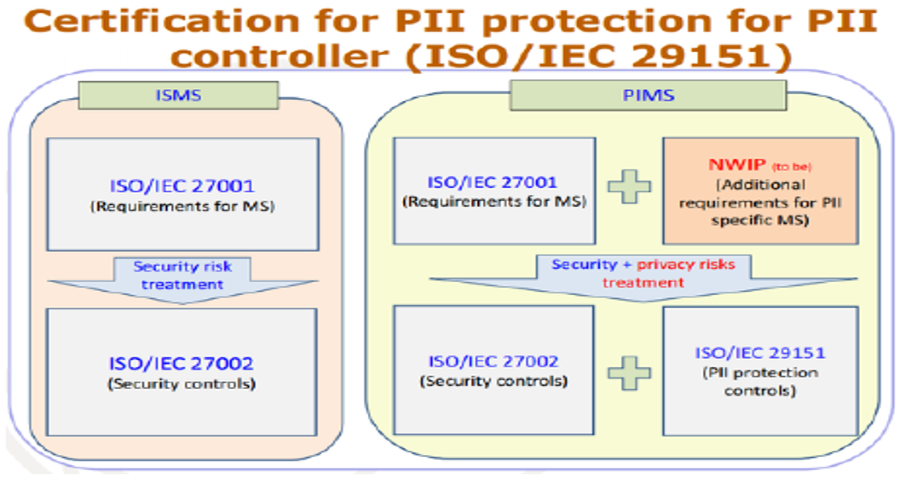 Certification for PII protection for PII
controller (ISO/IEC 29151)
ISMS
ISO/IEC 27001
(Requirements for MS)
Security risk
treatment
ISO/IEC 27002
(Security controls)
PIMS
ISO/IEC 27001
(Requirements for MS)
NWIP (to be)
(Additional
requirements for PII
specific MS)
Security + privacy risks
treatment
ISO/IEC 27002
(Security controls)
ISO/IEC 29151
(PII protection
controls)